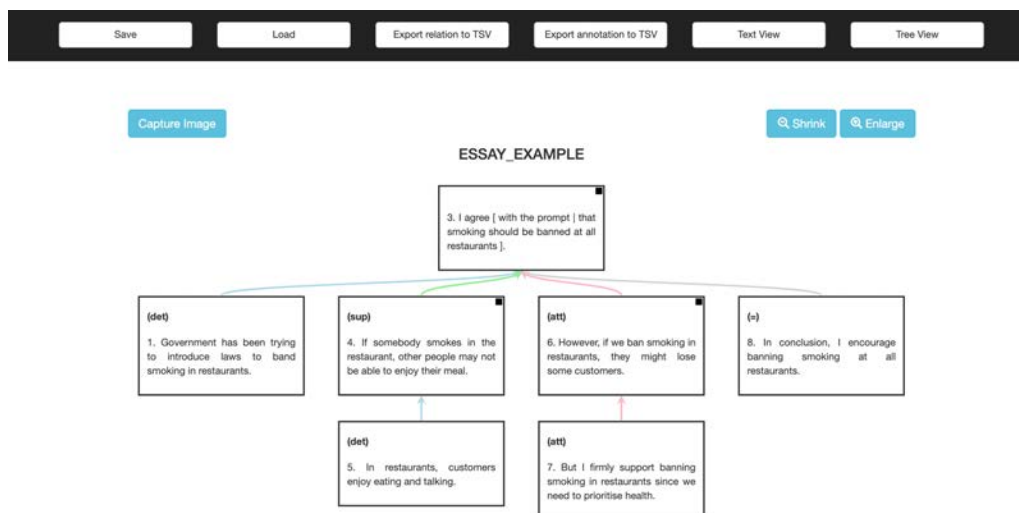 Save
Load
Export relation to TSV
Export annotation to TSV
Text View
Tree View
Capture Image
Shrink
Enlarge
ESSAY_EXAMPLE
3. I agree [ with the prompt | that
smoking should be banned at all
restaurants ].
(det)
1. Government has been trying
to introduce laws to band
smoking in restaurants.
(sup)
4. If somebody smokes in the
restaurant, other people may not
be able to enjoy their meal.
(att)
6. However, if we ban smoking in
restaurants, they might lose
some customers.
(=)
8. In conclusion, I encourage
banning smoking at all
restaurants.
(det)
5. In restaurants, customers
enjoy eating and talking.
(att)
7. But I firmly support banning
smoking in restaurants since we
need to prioritise health.